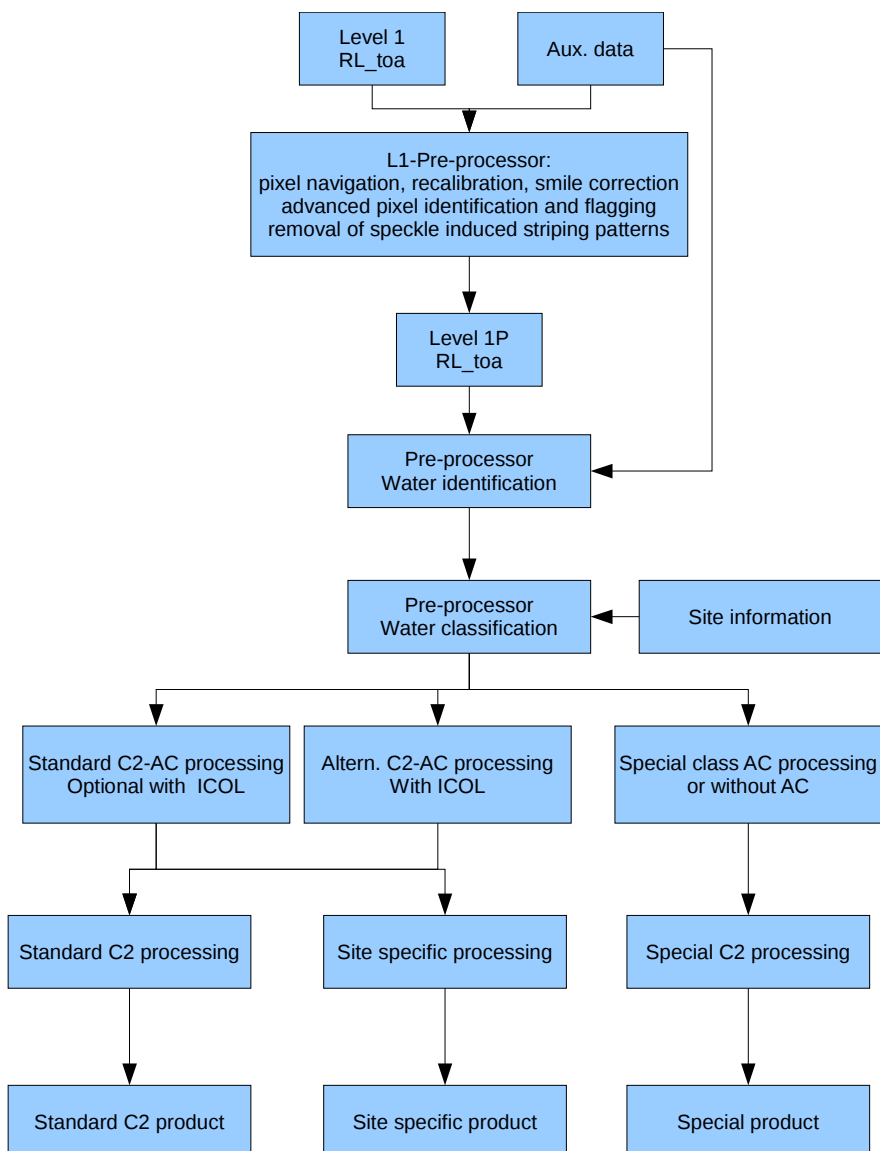 Level 1
RL_toa
Aux. data
L1-Pre-processor:
pixel navigation, recalibration, smile correction
advanced pixel identification and flagging
removal of speckle induced striping patterns
Level 1P
RL_toa
Pre-processor
Water identification
Pre-processor
Water classification
Site information
Standard C2-AC processing
Optional with  ICOL
Altern. C2-AC processing
With ICOL
Special class AC processing
or without AC
Standard C2 processing
Site specific processing
Special C2 processing
Standard C2 product
Site specific product
Special product